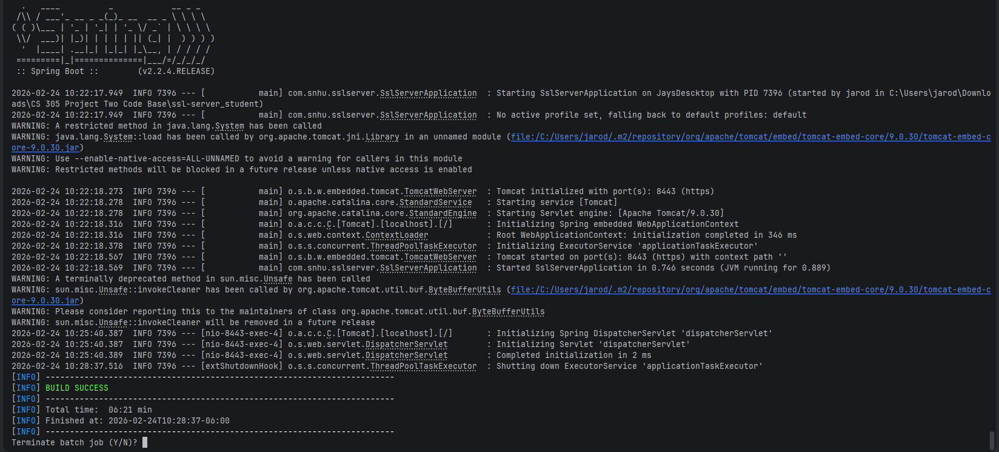 .   ____          _            __ _ _
 /\\ / ___'_ __ _ _(_)_ __  __ _ \ \ \ \
( ( )\___ | '_ | '_| | '_ \/ _` | \ \ \ \
 \\/  ___)| |_)| | | | | || (_| |  ) ) ) )
  '  |____| .__|_| |_|_| |_\__, | / / / /
 =========|_|==============|___/=/_/_/_/
 :: Spring Boot ::        (v2.2.4.RELEASE)

2026-02-24 10:22:17.949  INFO 7396 --- [           main] com.snhu.sslserver.SslServerApplication  : Starting SslServerApplication on JaysDescktop with PID 7396 (started by jarod in C:\Users\jarod\Downlo
ads\CS 305 Project Two Code Base\ssl-server_student)
2026-02-24 10:22:17.949  INFO 7396 --- [           main] com.snhu.sslserver.SslServerApplication  : No active profile set, falling back to default profiles: default
WARNING: A restricted method in java.lang.System has been called
WARNING: java.lang.System::load has been called by org.apache.tomcat.jni.Library in an unnamed module (file:/C:/Users/jarod/.m2/repository/org/apache/tomcat/embed/tomcat-embed-core/9.0.30/tomcat-embed-c
ore-9.0.30.jar)
WARNING: Use --enable-native-access=ALL-UNNAMED to avoid a warning for callers in this module
WARNING: Restricted methods will be blocked in a future release unless native access is enabled

2026-02-24 10:22:18.273  INFO 7396 --- [           main] o.s.b.w.embedded.tomcat.TomcatWebServer  : Tomcat initialized with port(s): 8443 (https)
2026-02-24 10:22:18.278  INFO 7396 --- [           main] o.apache.catalina.core.StandardService   : Starting service [Tomcat]
2026-02-24 10:22:18.278  INFO 7396 --- [           main] org.apache.catalina.core.StandardEngine  : Starting Servlet engine: [Apache Tomcat/9.0.30]
2026-02-24 10:22:18.316  INFO 7396 --- [           main] o.a.c.c.C.[Tomcat].[localhost].[/]       : Initializing Spring embedded WebApplicationContext
2026-02-24 10:22:18.316  INFO 7396 --- [           main] o.s.web.context.ContextLoader            : Root WebApplicationContext: initialization completed in 346 ms
2026-02-24 10:22:18.378  INFO 7396 --- [           main] o.s.s.concurrent.ThreadPoolTaskExecutor  : Initializing ExecutorService 'applicationTaskExecutor'
2026-02-24 10:22:18.567  INFO 7396 --- [           main] o.s.b.w.embedded.tomcat.TomcatWebServer  : Tomcat started on port(s): 8443 (https) with context path ''
2026-02-24 10:22:18.569  INFO 7396 --- [           main] com.snhu.sslserver.SslServerApplication  : Started SslServerApplication in 0.746 seconds (JVM running for 0.889)
WARNING: A terminally deprecated method in sun.misc.Unsafe has been called
WARNING: sun.misc.Unsafe::invokeCleaner has been called by org.apache.tomcat.util.buf.ByteBufferUtils (file:/C:/Users/jarod/.m2/repository/org/apache/tomcat/embed/tomcat-embed-core/9.0.30/tomcat-embed-c
ore-9.0.30.jar)
WARNING: Please consider reporting this to the maintainers of class org.apache.tomcat.util.buf.ByteBufferUtils
WARNING: sun.misc.Unsafe::invokeCleaner will be removed in a future release
2026-02-24 10:25:40.387  INFO 7396 --- [nio-8443-exec-4] o.a.c.c.C.[Tomcat].[localhost].[/]       : Initializing Spring DispatcherServlet 'dispatcherServlet'
2026-02-24 10:25:40.387  INFO 7396 --- [nio-8443-exec-4] o.s.web.servlet.DispatcherServlet        : Initializing Servlet 'dispatcherServlet'
2026-02-24 10:25:40.389  INFO 7396 --- [nio-8443-exec-4] o.s.web.servlet.DispatcherServlet        : Completed initialization in 2 ms
2026-02-24 10:28:37.516  INFO 7396 --- [extShutdownHook] o.s.s.concurrent.ThreadPoolTaskExecutor  : Shutting down ExecutorService 'applicationTaskExecutor'
[INFO] ------------------------------------------------------------------------
[INFO] BUILD SUCCESS
[INFO] ------------------------------------------------------------------------
[INFO] Total time:  06:21 min
[INFO] Finished at: 2026-02-24T10:28:37-06:00
[INFO] ------------------------------------------------------------------------
Terminate batch job (Y/N)?